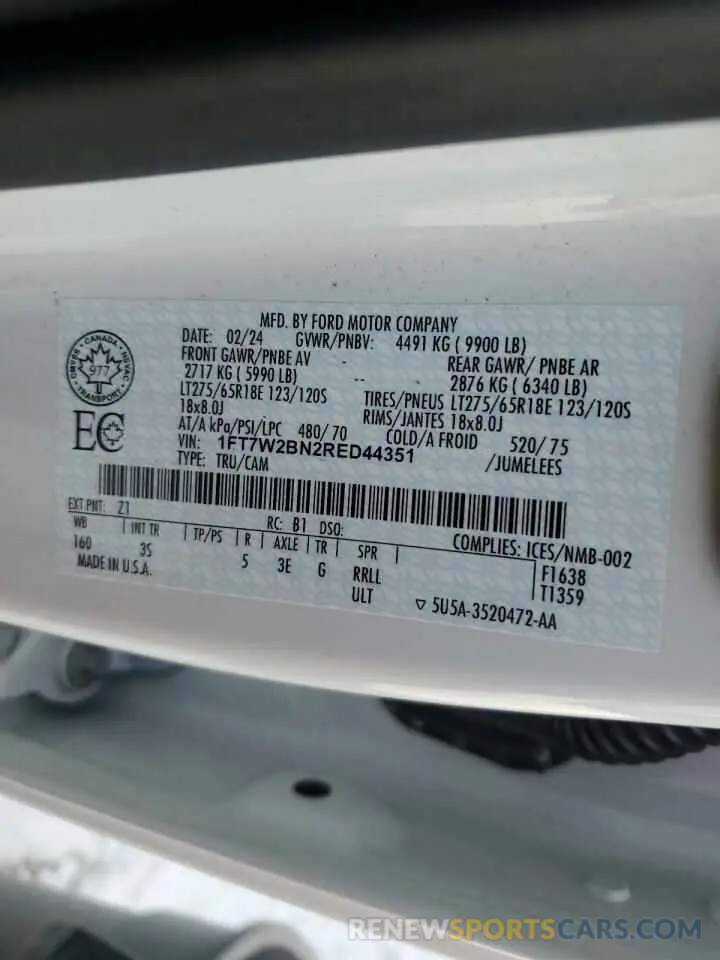 MFD. BY FORD MOTOR COMPANY
DATE: 02/24 GVWR/PNBV: 4491 KG ( 9900 LB)
FRONT GAWR/PNBE AV REAR GAWR/ PNBE AR
2717 KG ( 5990 LB) -- 2876 KG ( 6340 LB)
LT275/65R18E 123/120S TIRES/PNEUS LT275/65R18E 123/120S
18x8.0J RIMS/JANTES 18x8.0J
AT/A kPa/PSI/LPC 480/ 70 COLD/A FROID 520/ 75
VIN: 1FT7W2BN2RED44351 /JUMELEES
TYPE: TRU/CAM
CANADA
977
EC
EXT PNT: Z1 RC: B1 DSO: COMPLIES: ICES/NMB-002
WB INT TR TP/PS R AXLE TR SPR
160 3S 5 3E G RRLL F1638
MADE IN U.S.A. ULT T1359
▽ 5U5A-3520472-AA
RENEWSPORTSCARS.COM